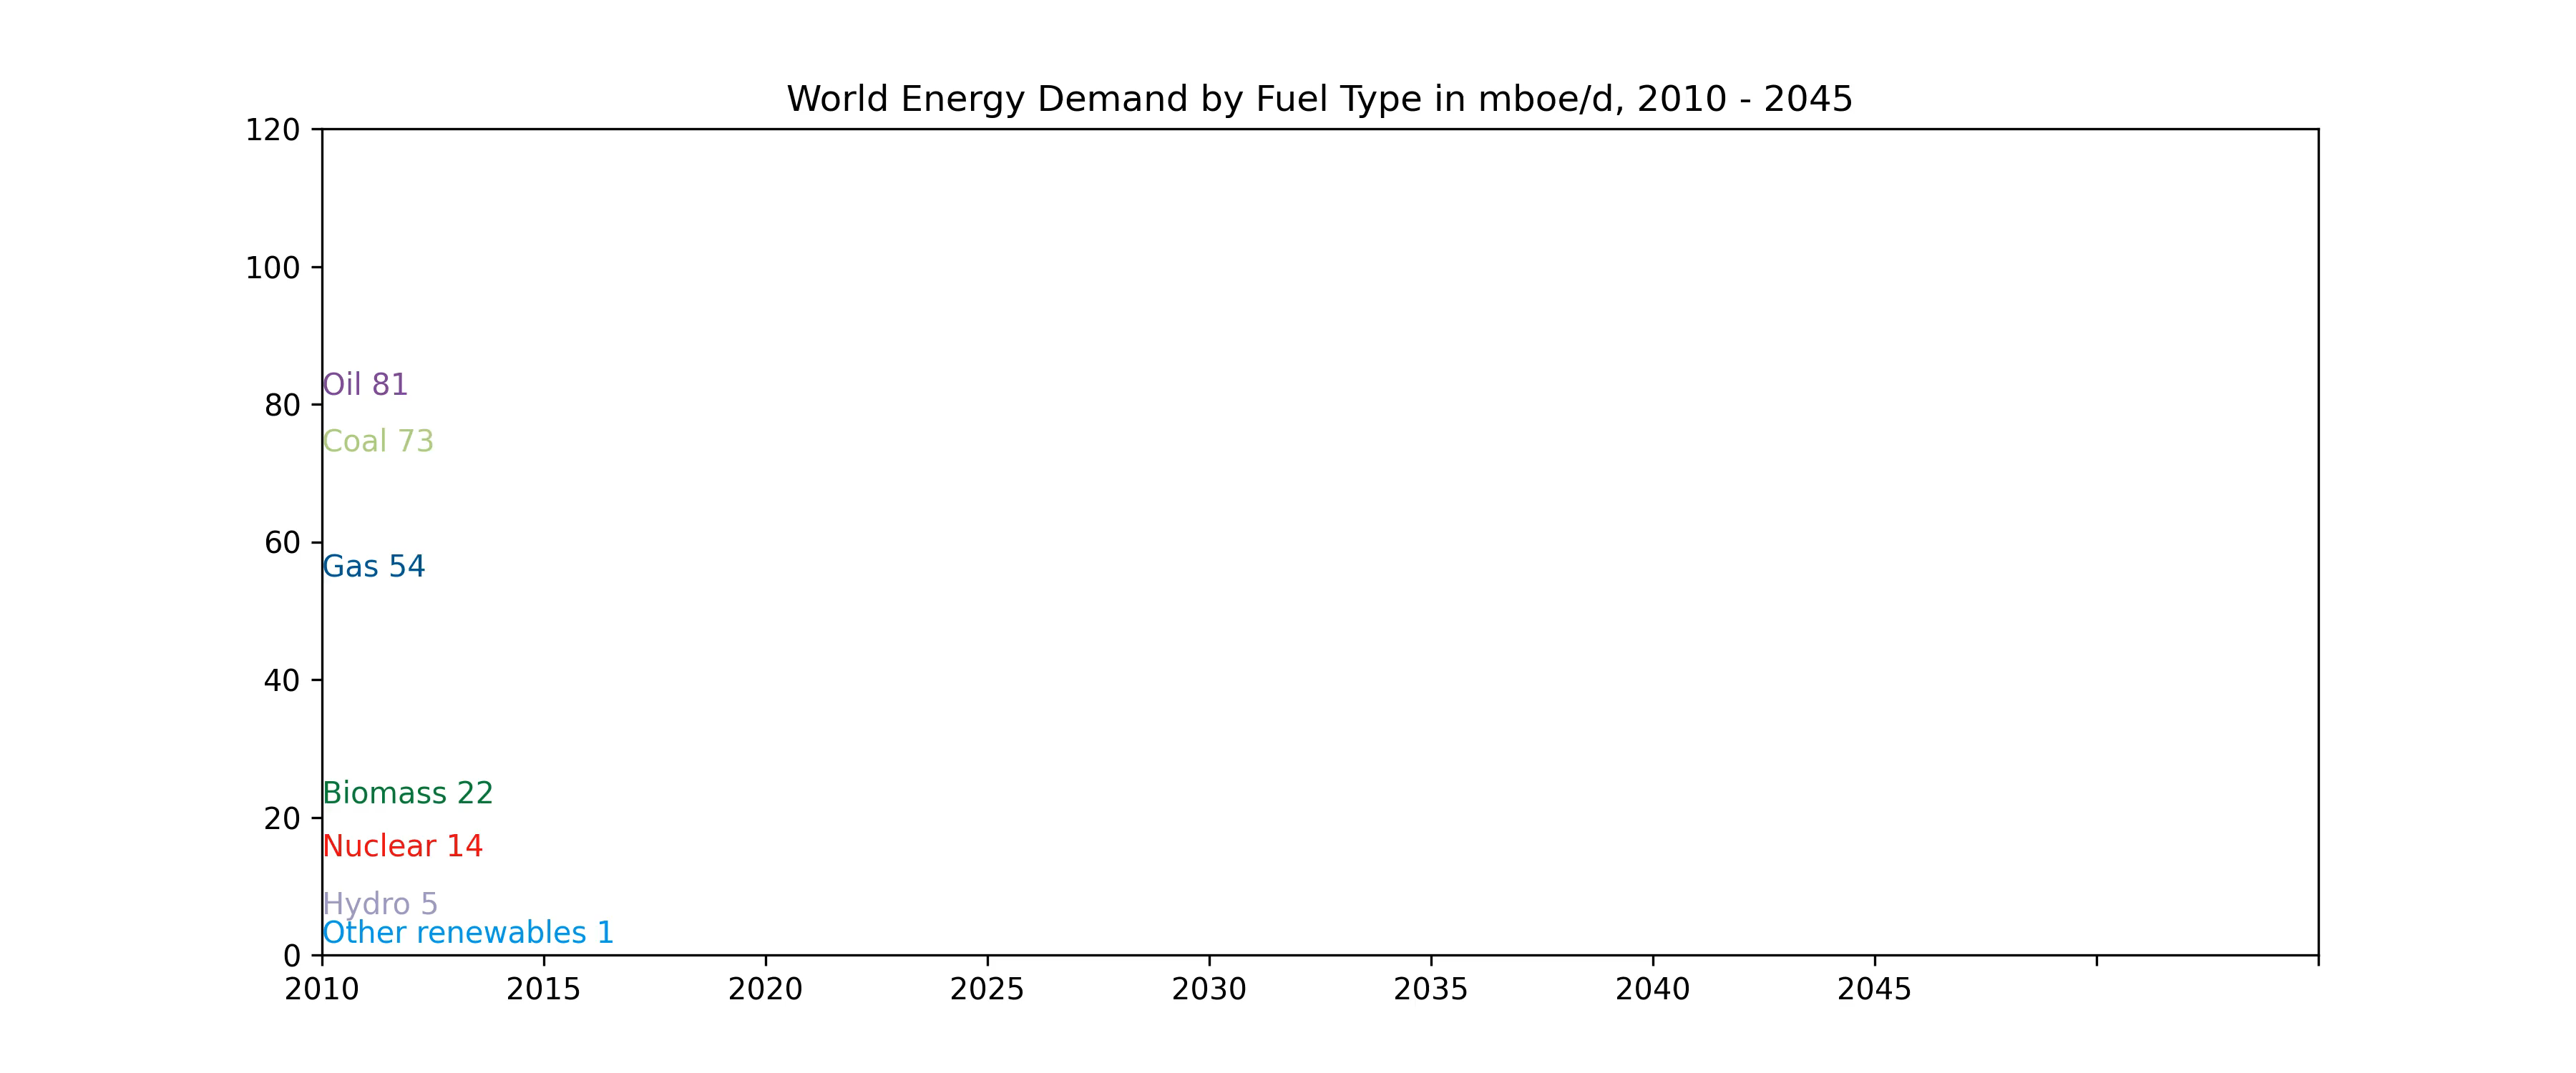 World Energy Demand by Fuel Type in mboe/d, 2010 - 2045
120
100
Oil 81
80
Coal 73
60
Gas 54
40
Biomass 22
20
Nuclear 14
Hydro 5
Other renewables 1
0
2010 2015 2020 2025 2030 2035 2040 2045